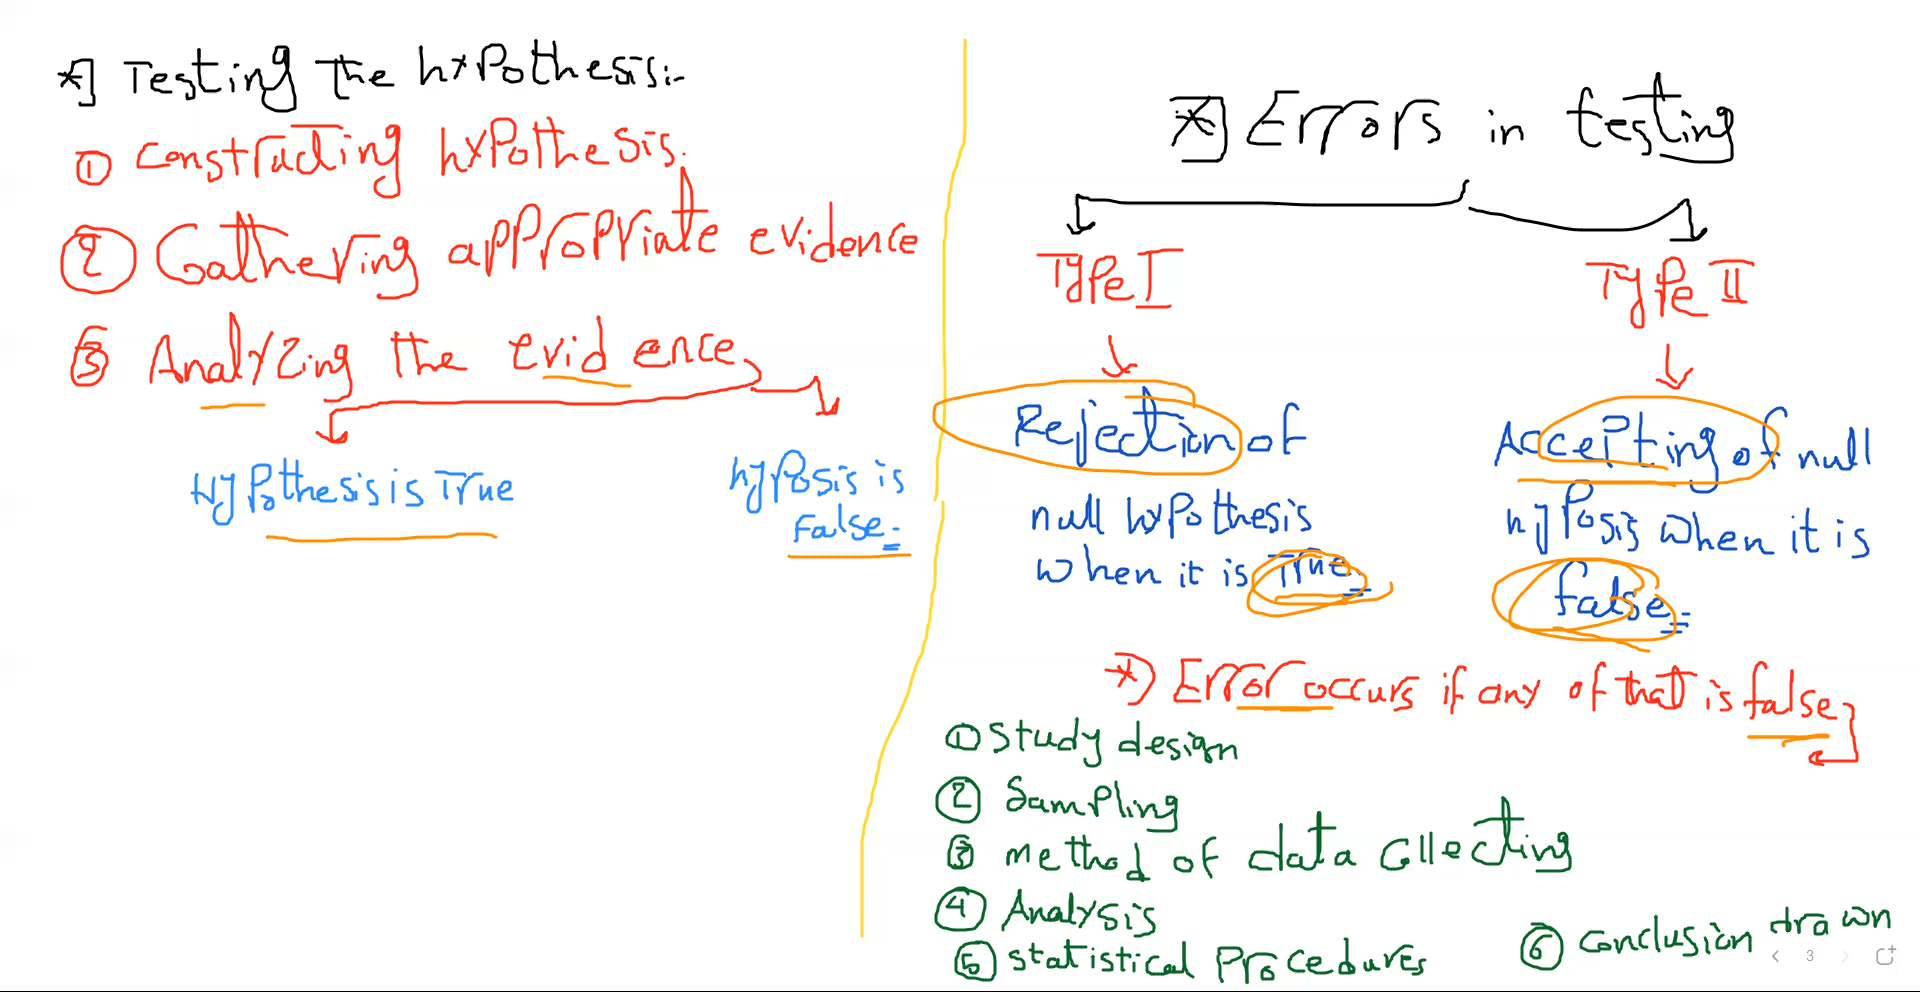 *] Testing the hypothesis:-
① constructing hypothesis.
② Gathering appropriate evidence
③ Analyzing the evidence
Hypothesis is True
hyposis is
False.
*] Errors in testing
Type I
Type II
Rejection of
null hypothesis
when it is True.
Accepting of null
hyposis when it is
false.
*) Error occurs if any of that is false
① study design
② Sampling
③ method of data collecting
④ Analysis
⑤ statistical procedures
⑥ conclusion drawn
3